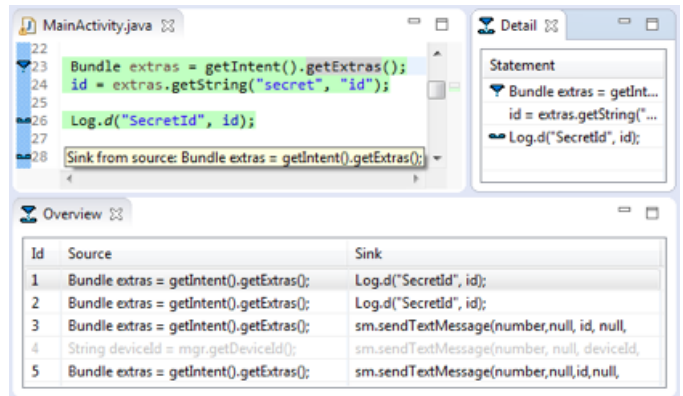 MainActivity.java
22
23 Bundle extras = getIntent().getExtras();
24 id = extras.getString("secret", "id");
25
26 Log.d("SecretId", id);
27
28 Sink from source: Bundle extras = getIntent().getExtras();
Detail
Statement
Bundle extras = getInt...
id = extras.getString("...
Log.d("SecretId", id);
Overview
Id Source Sink
1 Bundle extras = getIntent().getExtras(); Log.d("SecretId", id);
2 Bundle extras = getIntent().getExtras(); Log.d("SecretId", id);
3 Bundle extras = getIntent().getExtras(); sm.sendTextMessage(number,null, id, null,
4 String deviceId = mgr.getDeviceId(); sm.sendTextMessage(number, null, deviceId,
5 Bundle extras = getIntent().getExtras(); sm.sendTextMessage(number,null,id,null,